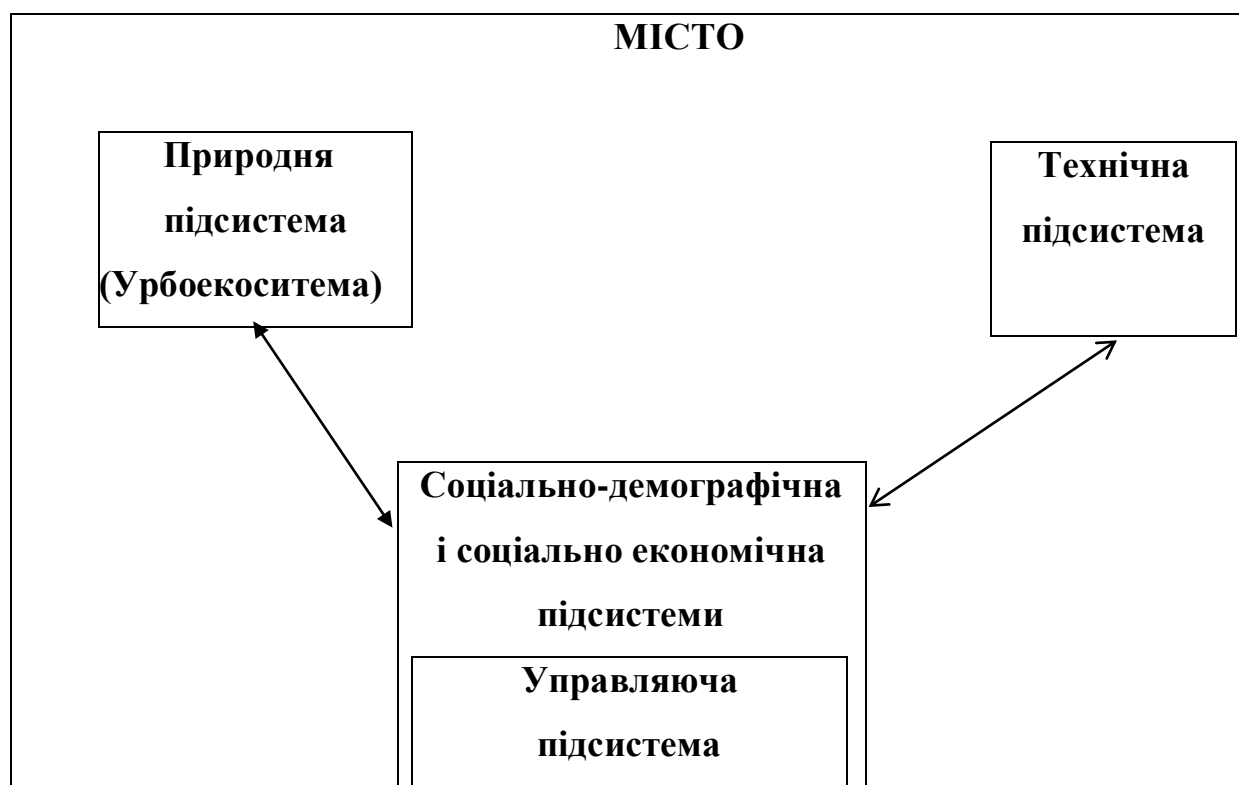 МІСТО
Природня
підсистема
(Урбоекоситема)
Технічна
підсистема
Соціально-демографічна
і соціально економічна
підсистеми
Управляюча
підсистема